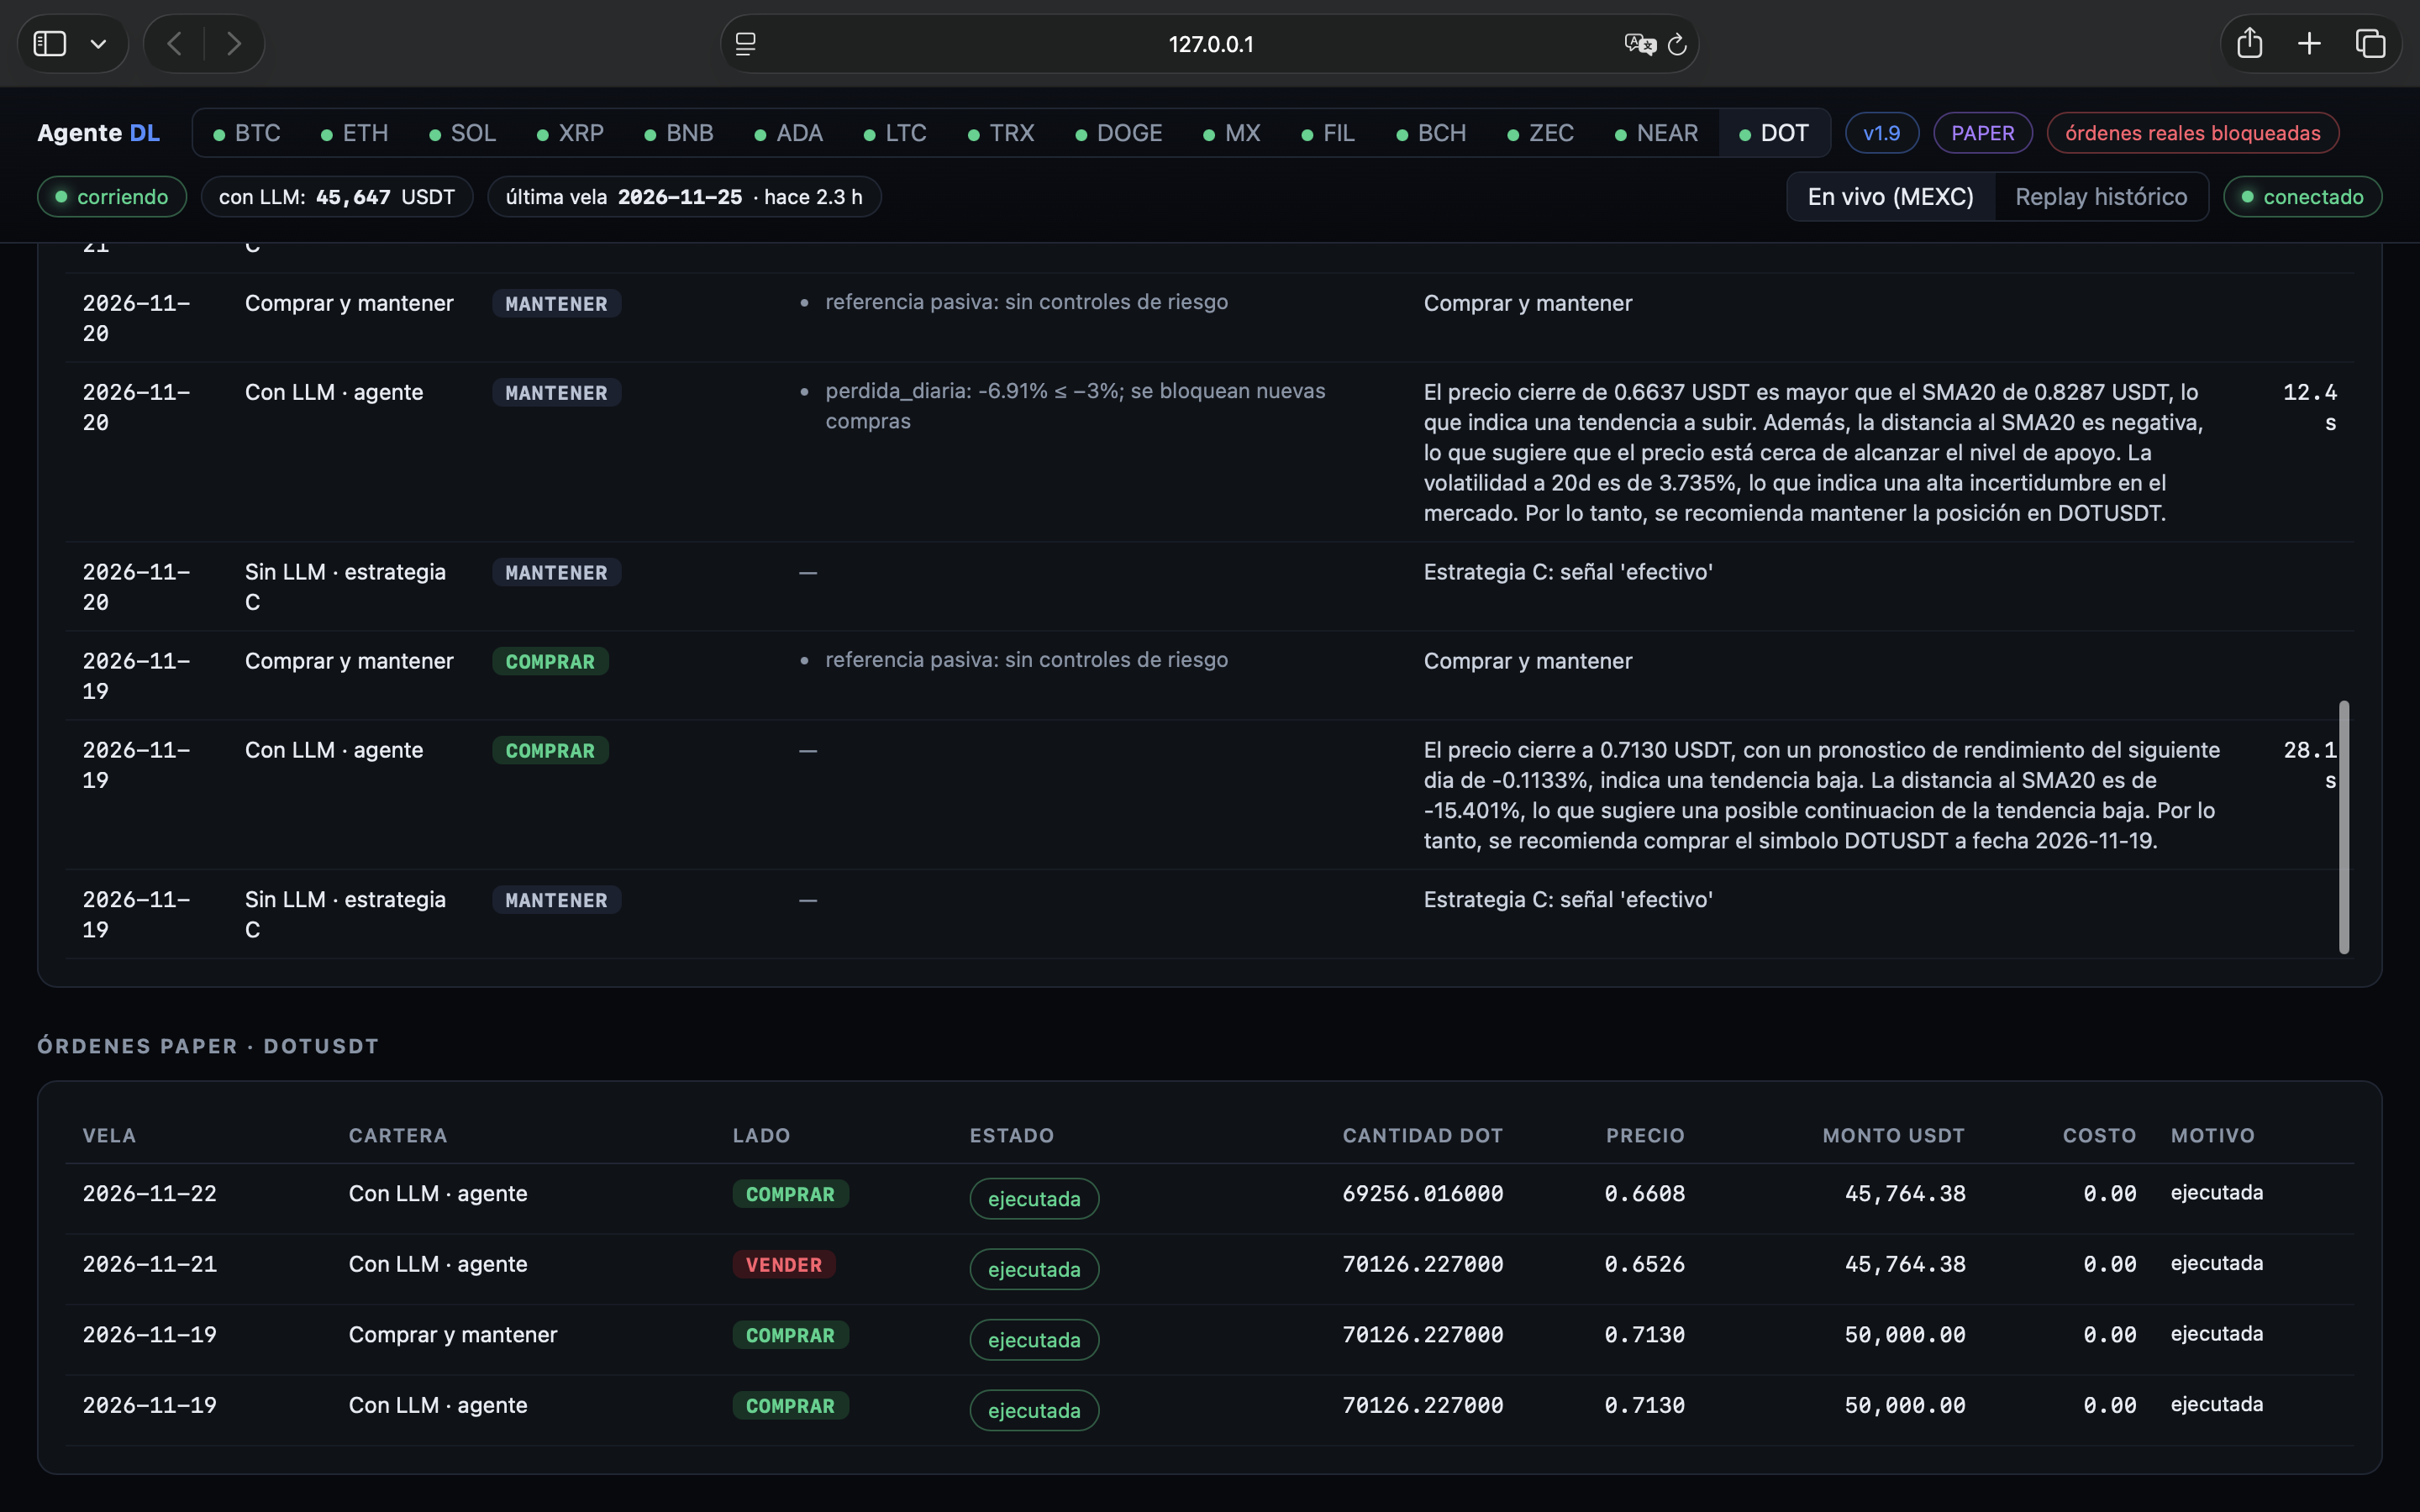 127.0.0.1
Agente DL
BTC ETH SOL XRP BNB ADA LTC TRX DOGE MX FIL BCH ZEC NEAR DOT v1.9 PAPER órdenes reales bloqueadas
corriendo con LLM: 45,647 USDT última vela 2026-11-25 · hace 2.3 h En vivo (MEXC) Replay histórico conectado
21 C
2026-11- Comprar y mantener MANTENER • referencia pasiva: sin controles de riesgo Comprar y mantener
20
2026-11- Con LLM · agente MANTENER • perdida_diaria: -6.91% ≤ -3%; se bloquean nuevas El precio cierre de 0.6637 USDT es mayor que el SMA20 de 0.8287 USDT, lo 12.4
20 compras que indica una tendencia a subir. Además, la distancia al SMA20 es negativa, s
lo que sugiere que el precio está cerca de alcanzar el nivel de apoyo. La
volatilidad a 20d es de 3.735%, lo que indica una alta incertidumbre en el
mercado. Por lo tanto, se recomienda mantener la posición en DOTUSDT.
2026-11- Sin LLM · estrategia MANTENER — Estrategia C: señal 'efectivo'
20 C
2026-11- Comprar y mantener COMPRAR • referencia pasiva: sin controles de riesgo Comprar y mantener
19
2026-11- Con LLM · agente COMPRAR — El precio cierre a 0.7130 USDT, con un pronostico de rendimiento del siguiente 28.1
19 dia de -0.1133%, indica una tendencia baja. La distancia al SMA20 es de s
-15.401%, lo que sugiere una posible continuacion de la tendencia baja. Por lo
tanto, se recomienda comprar el simbolo DOTUSDT a fecha 2026-11-19.
2026-11- Sin LLM · estrategia MANTENER — Estrategia C: señal 'efectivo'
19 C
ÓRDENES PAPER · DOTUSDT
VELA CARTERA LADO ESTADO CANTIDAD DOT PRECIO MONTO USDT COSTO MOTIVO
2026-11-22 Con LLM · agente COMPRAR ejecutada 69256.016000 0.6608 45,764.38 0.00 ejecutada
2026-11-21 Con LLM · agente VENDER ejecutada 70126.227000 0.6526 45,764.38 0.00 ejecutada
2026-11-19 Comprar y mantener COMPRAR ejecutada 70126.227000 0.7130 50,000.00 0.00 ejecutada
2026-11-19 Con LLM · agente COMPRAR ejecutada 70126.227000 0.7130 50,000.00 0.00 ejecutada